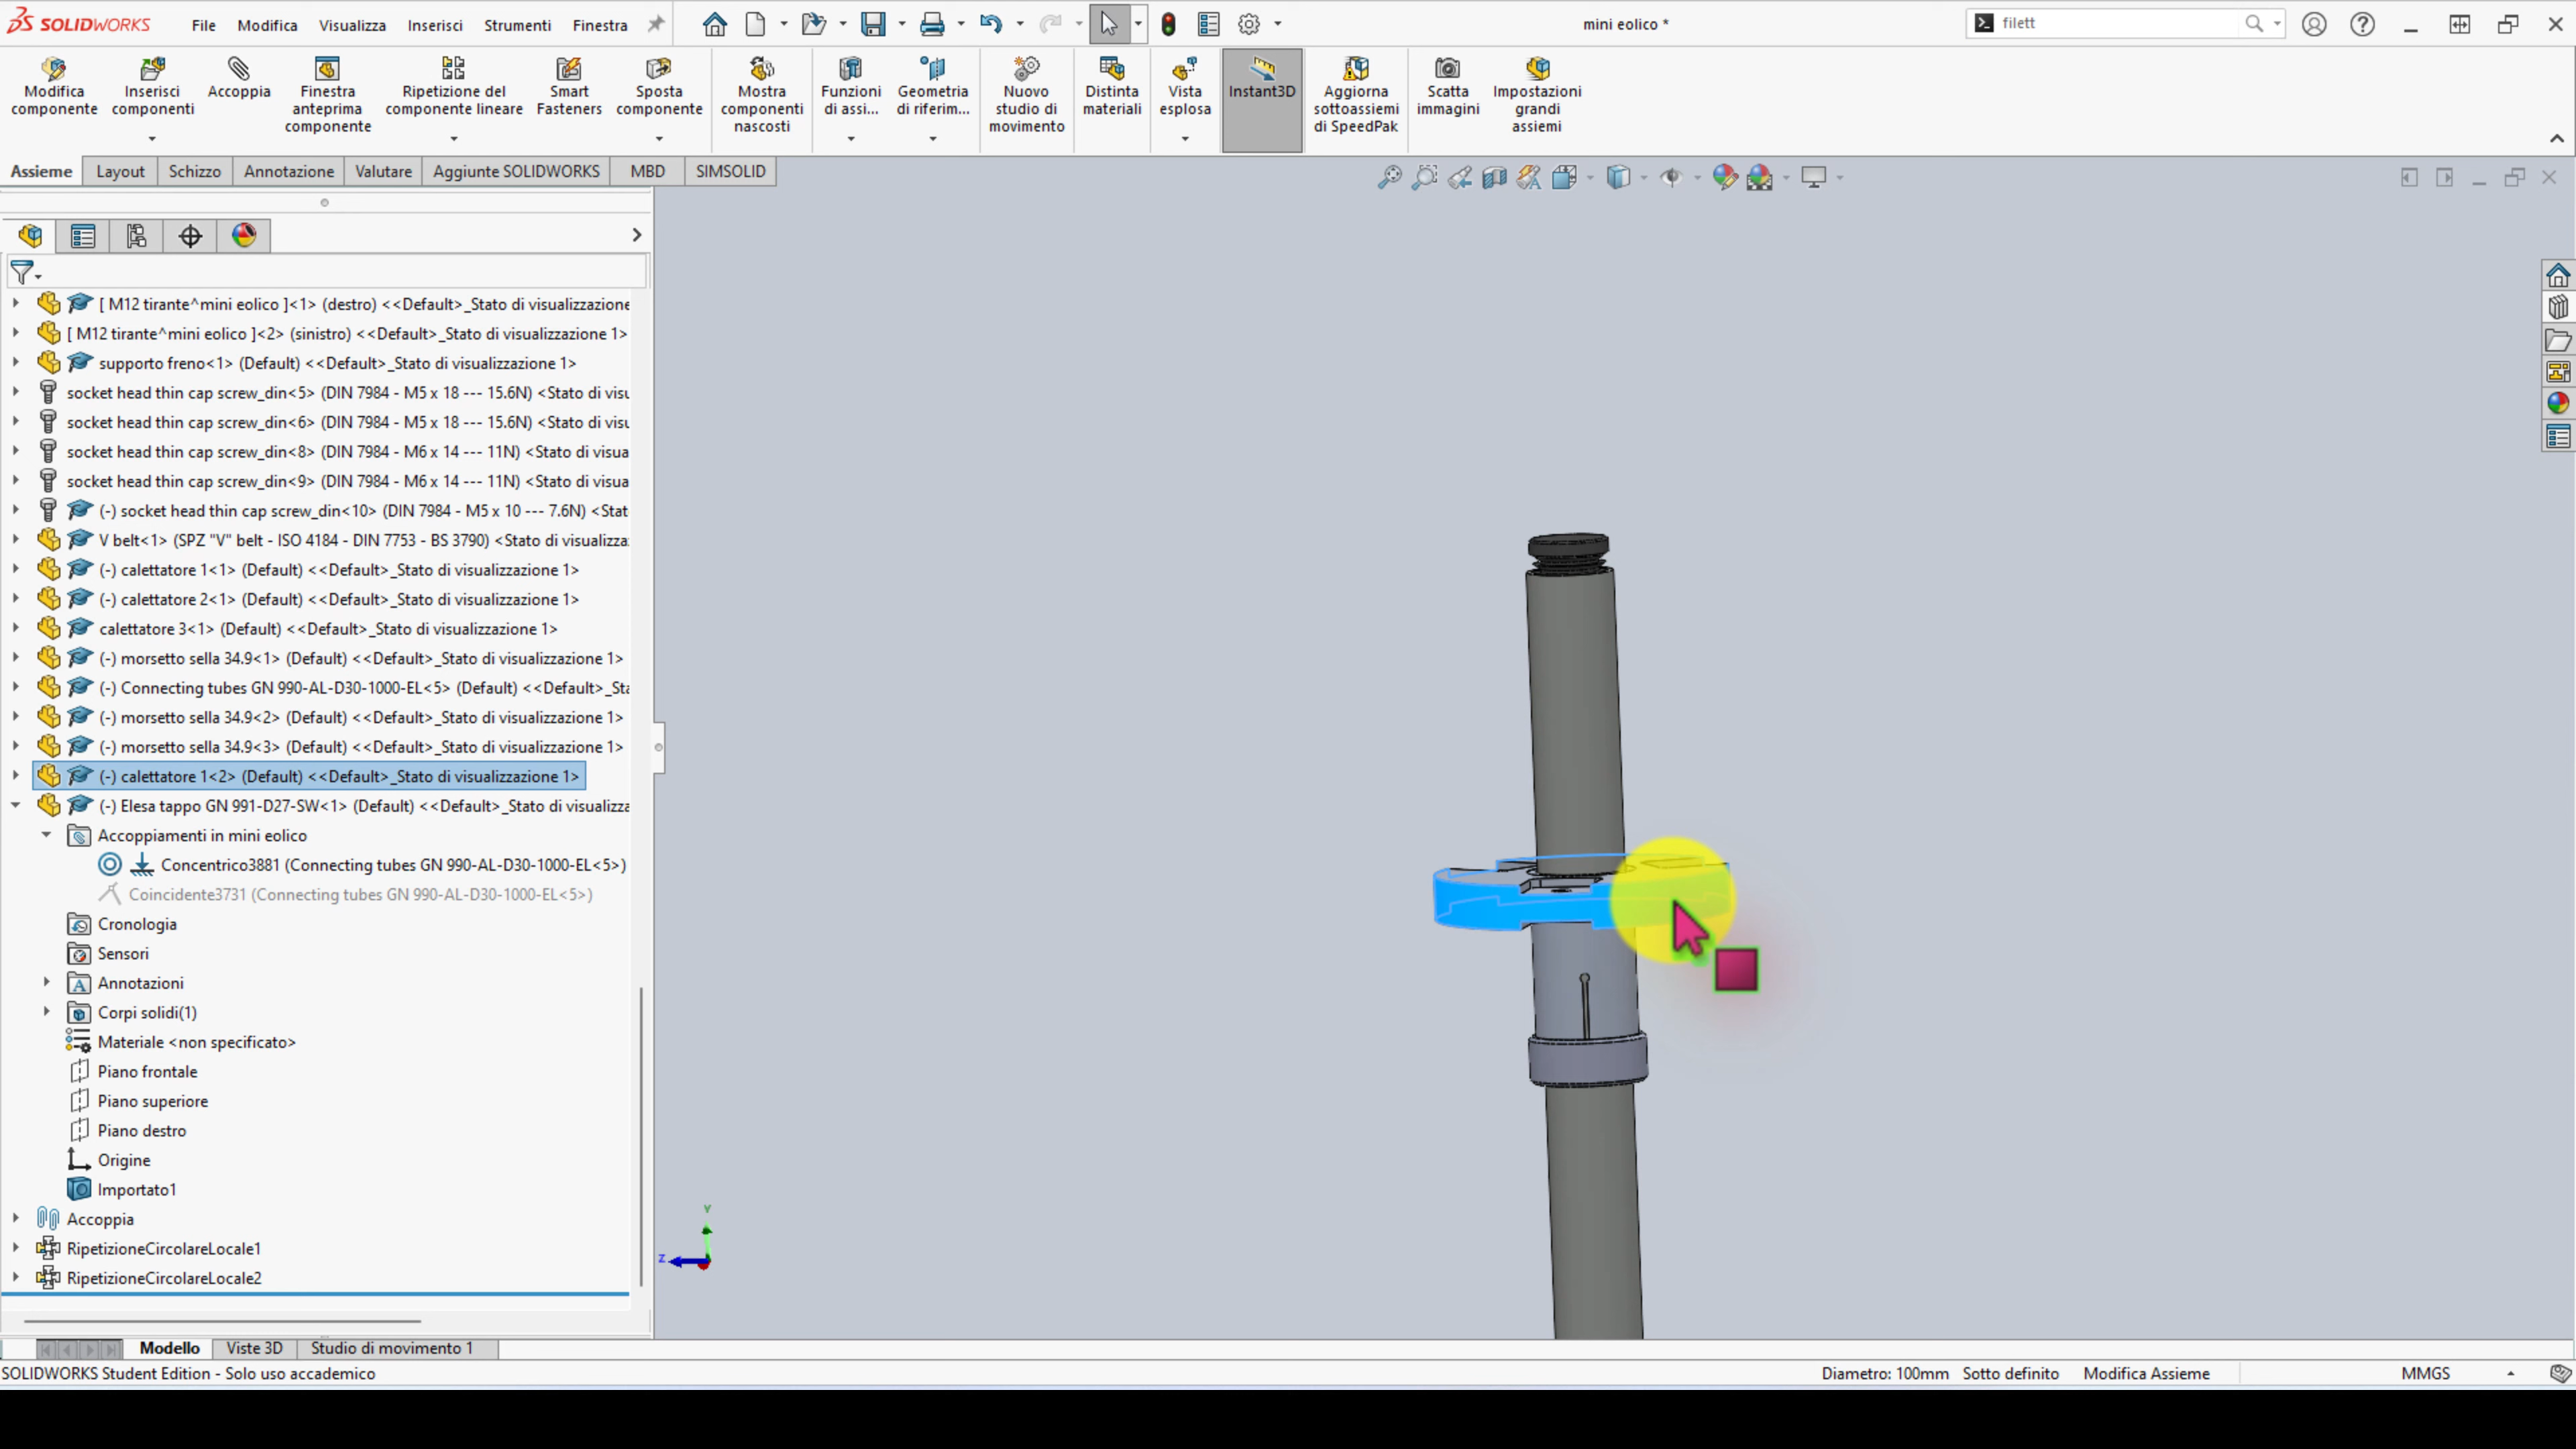 SOLIDWORKS
File Modifica Visualizza Inserisci Strumenti Finestra
mini eolico *
filett
Modifica componente
Inserisci componenti
Accoppia
Finestra anteprima componente
Ripetizione del componente lineare
Smart Fasteners
Sposta componente
Mostra componenti nascosti
Funzioni di assi...
Geometria di riferim...
Nuovo studio di movimento
Distinta materiali
Vista esplosa
Instant3D
Aggiorna sottoassiemi di SpeedPak
Scatta immagini
Impostazioni grandi assiemi
Assieme Layout Schizzo Annotazione Valutare Aggiunte SOLIDWORKS MBD SIMSOLID
[ M12 tirante^mini eolico ]<1> (destro) <<Default>_Stato di visualizzazione
[ M12 tirante^mini eolico ]<2> (sinistro) <<Default>_Stato di visualizzazione 1>
supporto freno<1> (Default) <<Default>_Stato di visualizzazione 1>
socket head thin cap screw_din<5> (DIN 7984 - M5 x 18 --- 15.6N) <Stato di visu
socket head thin cap screw_din<6> (DIN 7984 - M5 x 18 --- 15.6N) <Stato di visu
socket head thin cap screw_din<8> (DIN 7984 - M6 x 14 --- 11N) <Stato di visua
socket head thin cap screw_din<9> (DIN 7984 - M6 x 14 --- 11N) <Stato di visua
(-) socket head thin cap screw_din<10> (DIN 7984 - M5 x 10 --- 7.6N) <Stat
V belt<1> (SPZ "V" belt - ISO 4184 - DIN 7753 - BS 3790) <Stato di visualizza
(-) calettatore 1<1> (Default) <<Default>_Stato di visualizzazione 1>
(-) calettatore 2<1> (Default) <<Default>_Stato di visualizzazione 1>
calettatore 3<1> (Default) <<Default>_Stato di visualizzazione 1>
(-) morsetto sella 34.9<1> (Default) <<Default>_Stato di visualizzazione 1>
(-) Connecting tubes GN 990-AL-D30-1000-EL<5> (Default) <<Default>_Sta
(-) morsetto sella 34.9<2> (Default) <<Default>_Stato di visualizzazione 1>
(-) morsetto sella 34.9<3> (Default) <<Default>_Stato di visualizzazione 1>
(-) calettatore 1<2> (Default) <<Default>_Stato di visualizzazione 1>
(-) Elesa tappo GN 991-D27-SW<1> (Default) <<Default>_Stato di visualizza
Accoppiamenti in mini eolico
Concentrico3881 (Connecting tubes GN 990-AL-D30-1000-EL<5>)
Coincidente3731 (Connecting tubes GN 990-AL-D30-1000-EL<5>)
Cronologia
Sensori
Annotazioni
Corpi solidi(1)
Materiale <non specificato>
Piano frontale
Piano superiore
Piano destro
Origine
Importato1
Accoppia
RipetizioneCircolareLocale1
RipetizioneCircolareLocale2
Y
Z
Modello Viste 3D Studio di movimento 1
SOLIDWORKS Student Edition - Solo uso accademico
Diametro: 100mm Sotto definito Modifica Assieme MMGS